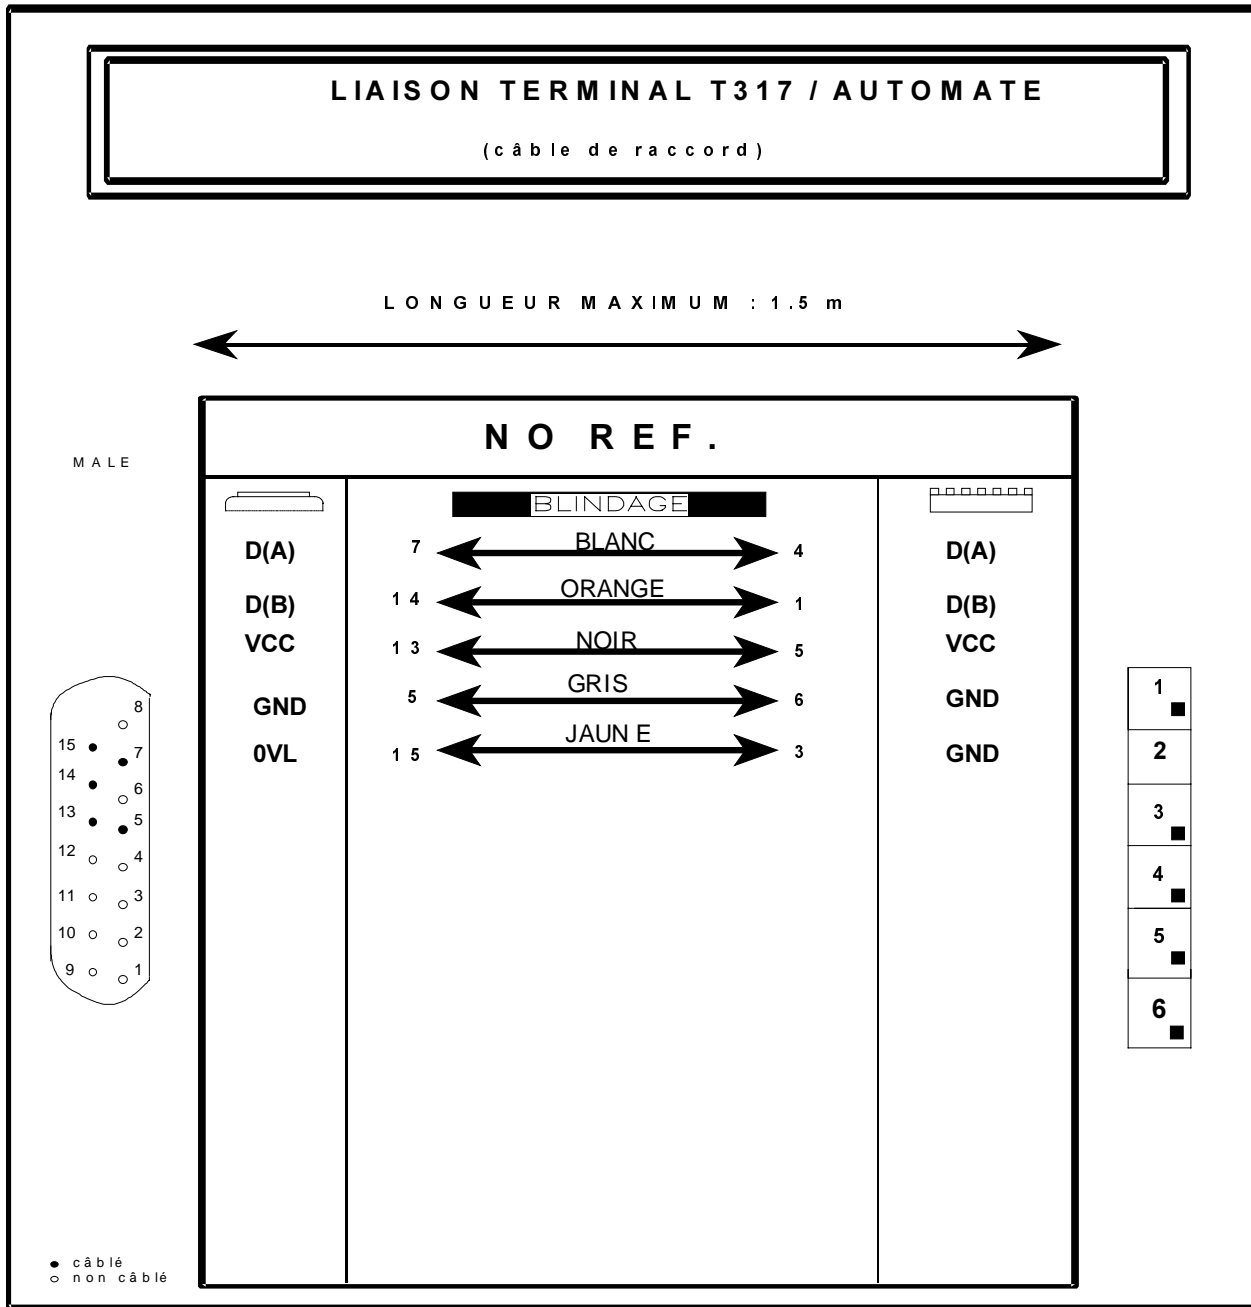 LIAISON TERMINAL T317 / AUTOMATE
(câble de raccord)
LONGUEUR MAXIMUM : 1.5 m
NO REF.
MALE
BLINDAGE
D(A) 7 BLANC 4 D(A)
D(B) 14 ORANGE 1 D(B)
VCC 13 NOIR 5 VCC
GND 5 GRIS 6 GND
0VL 15 JAUNE 3 GND
8
15
7
14
6
13
5
12
4
11
3
10
2
9
1
1
2
3
4
5
6
câblé
non câblé